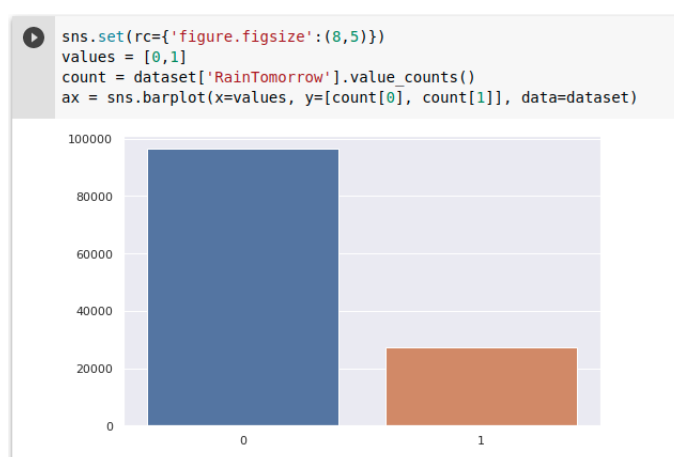 sns.set(rc={'figure.figsize':(8,5)})
values = [0,1]
count = dataset['RainTomorrow'].value_counts()
ax = sns.barplot(x=values, y=[count[0], count[1]], data=dataset)
100000
80000
60000
40000
20000
0
0 1